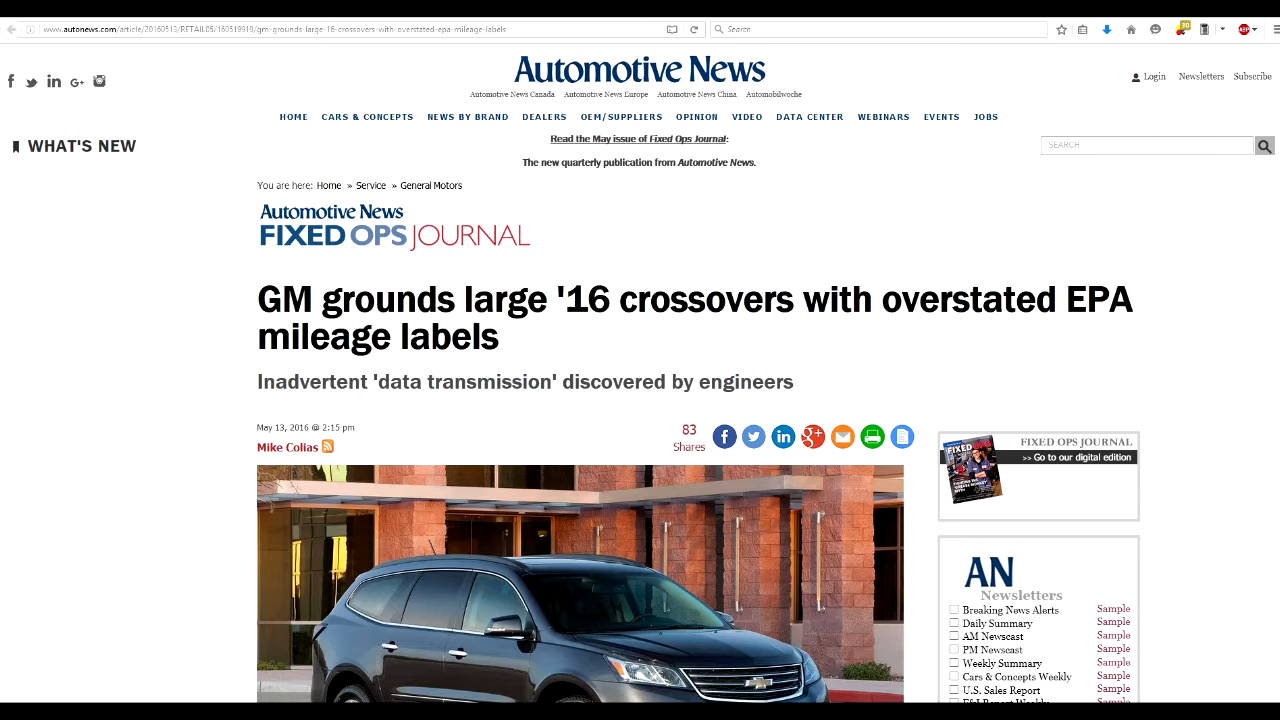 www.autonews.com/article/20160513/RETAIL05/160519919/gm-grounds-large-16-crossovers-with-overstated-epa-mileage-labels
Search
30
ABP
Automotive News
Automotive News Canada Automotive News Europe Automotive News China Automobilwoche
Login Newsletters Subscribe
HOME CARS & CONCEPTS NEWS BY BRAND DEALERS OEM/SUPPLIERS OPINION VIDEO DATA CENTER WEBINARS EVENTS JOBS
WHAT'S NEW
Read the May issue of Fixed Ops Journal:
The new quarterly publication from Automotive News.
SEARCH
You are here: Home » Service » General Motors
Automotive News
FIXED OPS JOURNAL
GM grounds large '16 crossovers with overstated EPA
mileage labels
Inadvertent 'data transmission' discovered by engineers
May 13, 2016 @ 2:15 pm
Mike Colias
83
Shares
FIXED OPS JOURNAL
>> Go to our digital edition
FIXED
AN
Newsletters
Breaking News Alerts Sample
Daily Summary Sample
AM Newscast Sample
PM Newscast Sample
Weekly Summary Sample
Cars & Concepts Weekly Sample
U.S. Sales Report Sample
F&I Report Weekly Sample